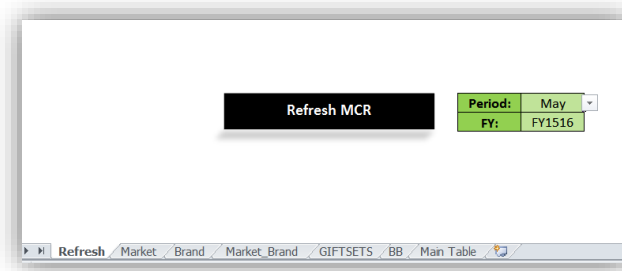 Refresh MCR
Period: May
FY: FY1516
Refresh Market Brand Market_Brand GIFTSETS BB Main Table